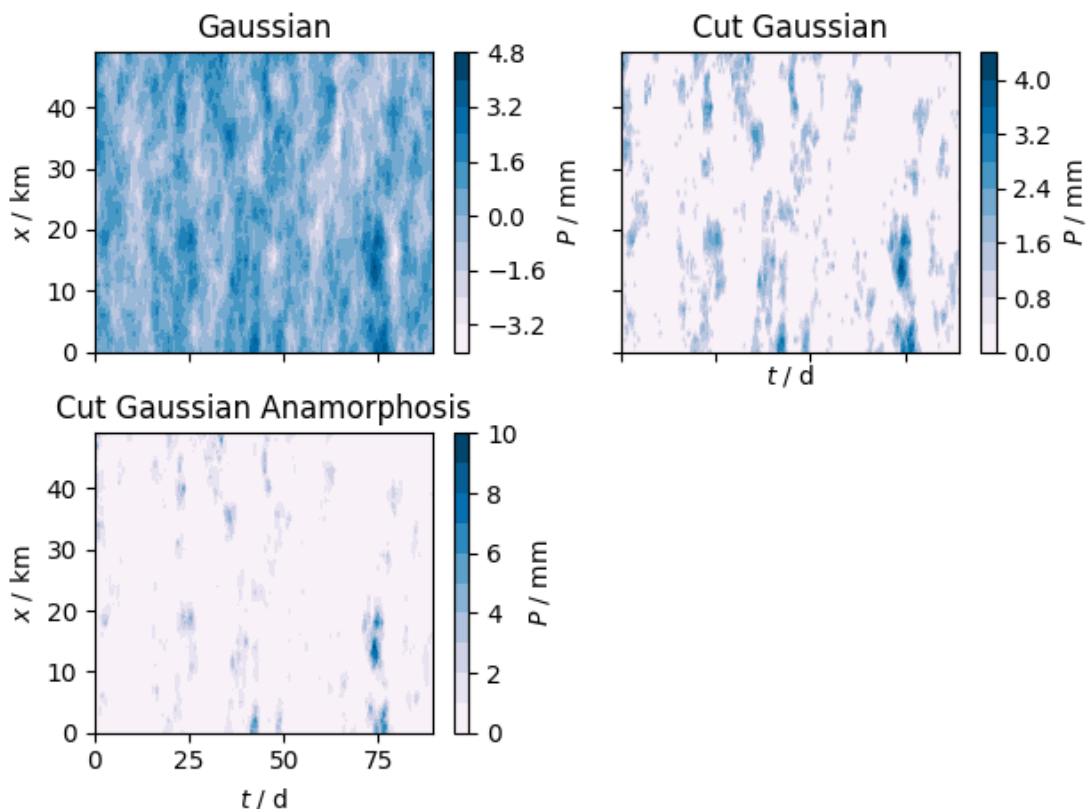 Gaussian
40
30
20
10
0
x / km
4.8
3.2
1.6
0.0
−1.6
−3.2
P / mm
Cut Gaussian
t / d
4.0
3.2
2.4
1.6
0.8
0.0
P / mm
Cut Gaussian Anamorphosis
40
30
20
10
0
x / km
0 25 50 75
t / d
10
8
6
4
2
0
P / mm